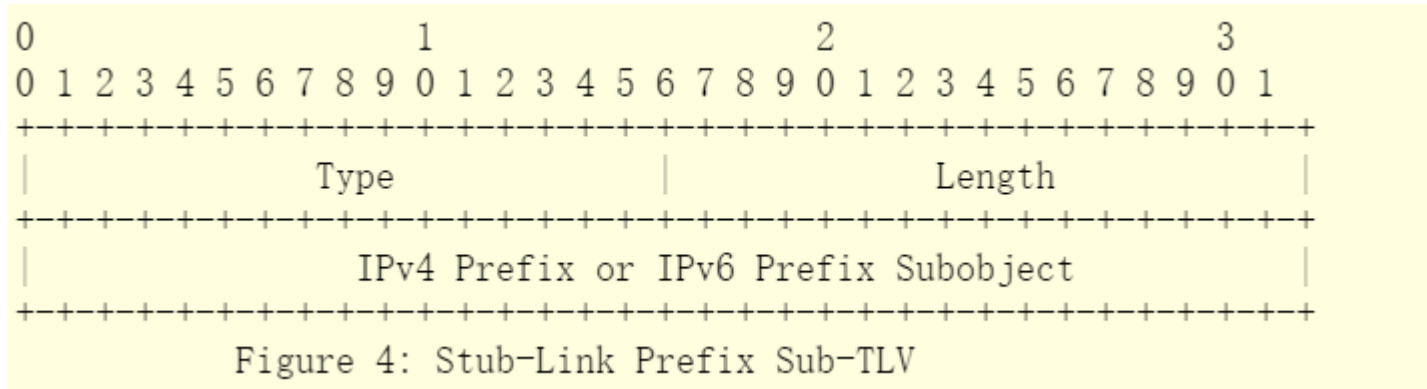 0                   1                   2                   3
0 1 2 3 4 5 6 7 8 9 0 1 2 3 4 5 6 7 8 9 0 1 2 3 4 5 6 7 8 9 0 1
+-+-+-+-+-+-+-+-+-+-+-+-+-+-+-+-+-+-+-+-+-+-+-+-+-+-+-+-+-+-+-+-+
|              Type             |             Length            |
+-+-+-+-+-+-+-+-+-+-+-+-+-+-+-+-+-+-+-+-+-+-+-+-+-+-+-+-+-+-+-+-+
|                IPv4 Prefix or IPv6 Prefix Subobject           |
+-+-+-+-+-+-+-+-+-+-+-+-+-+-+-+-+-+-+-+-+-+-+-+-+-+-+-+-+-+-+-+-+
Figure 4: Stub-Link Prefix Sub-TLV